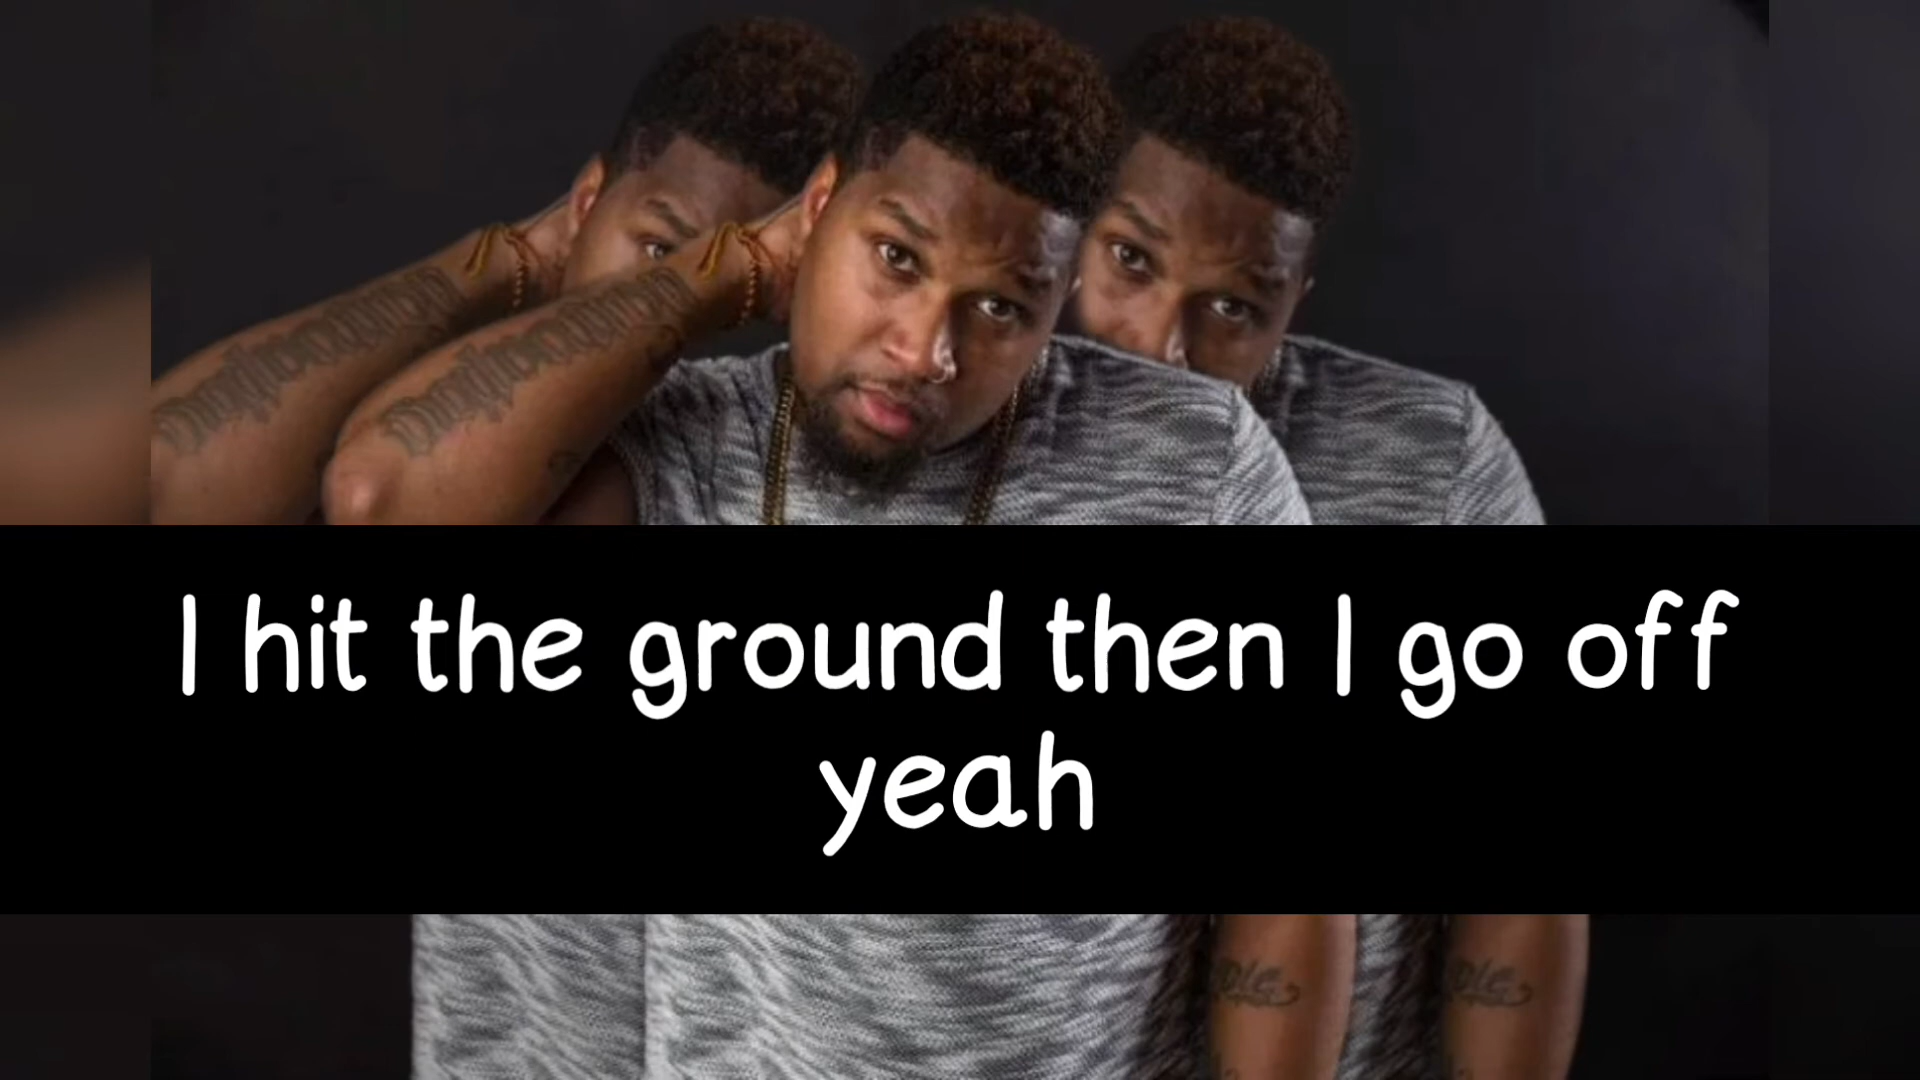 I hit the ground then I go off
yeah